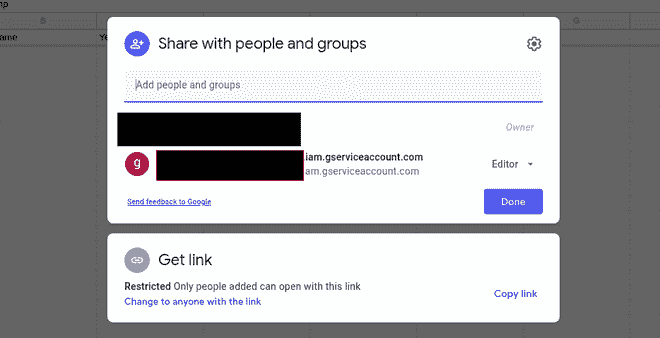 Share with people and groups
Add people and groups
Owner
g
.iam.gserviceaccount.com
iam.gserviceaccount.com
Editor
Send feedback to Google
Done
Get link
Restricted Only people added can open with this link
Change to anyone with the link
Copy link